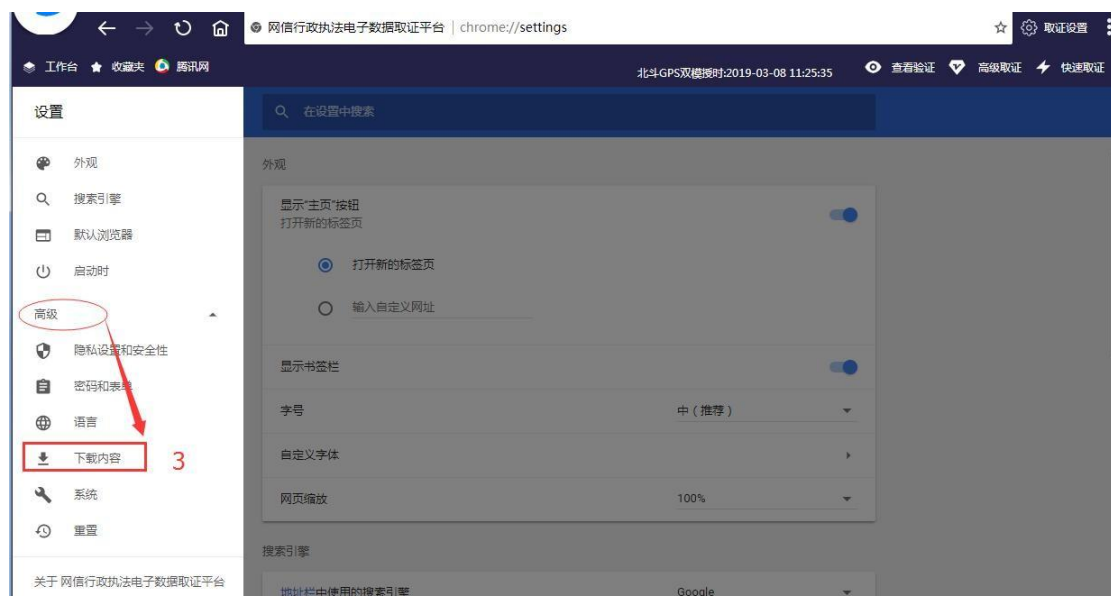 网信行政执法电子数据取证平台 | chrome://settings
取证设置
工作台 收藏夹 腾讯网
北斗GPS双模授时:2019-03-08 11:25:35
查看验证 高级取证 快速取证
设置
在设置中搜索
外观
搜索引擎
默认浏览器
启动时
高级
隐私设置和安全性
密码和表单
语言
下载内容
3
系统
重置
关于 网信行政执法电子数据取证平台
外观
显示“主页”按钮
打开新的标签页
打开新的标签页
输入自定义网址
显示书签栏
字号
中(推荐)
自定义字体
网页缩放
100%
搜索引擎
地址栏中使用的搜索引擎
Google